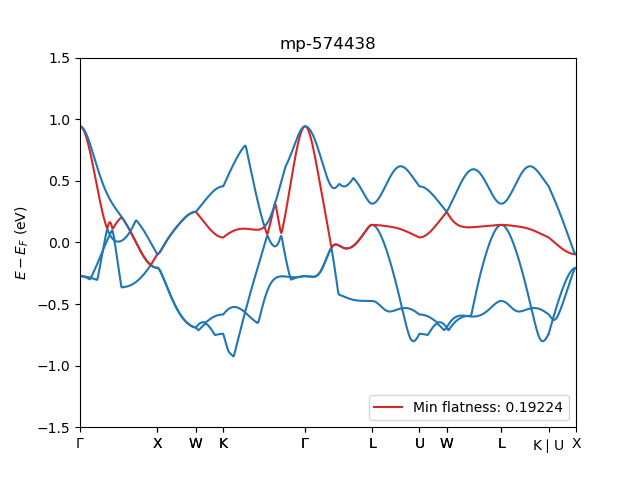 mp-574438
1.5
1.0
0.5
0.0
−0.5
−1.0
−1.5
E − E_F (eV)
Min flatness: 0.19224
Γ X W K Γ L U W L K | U X